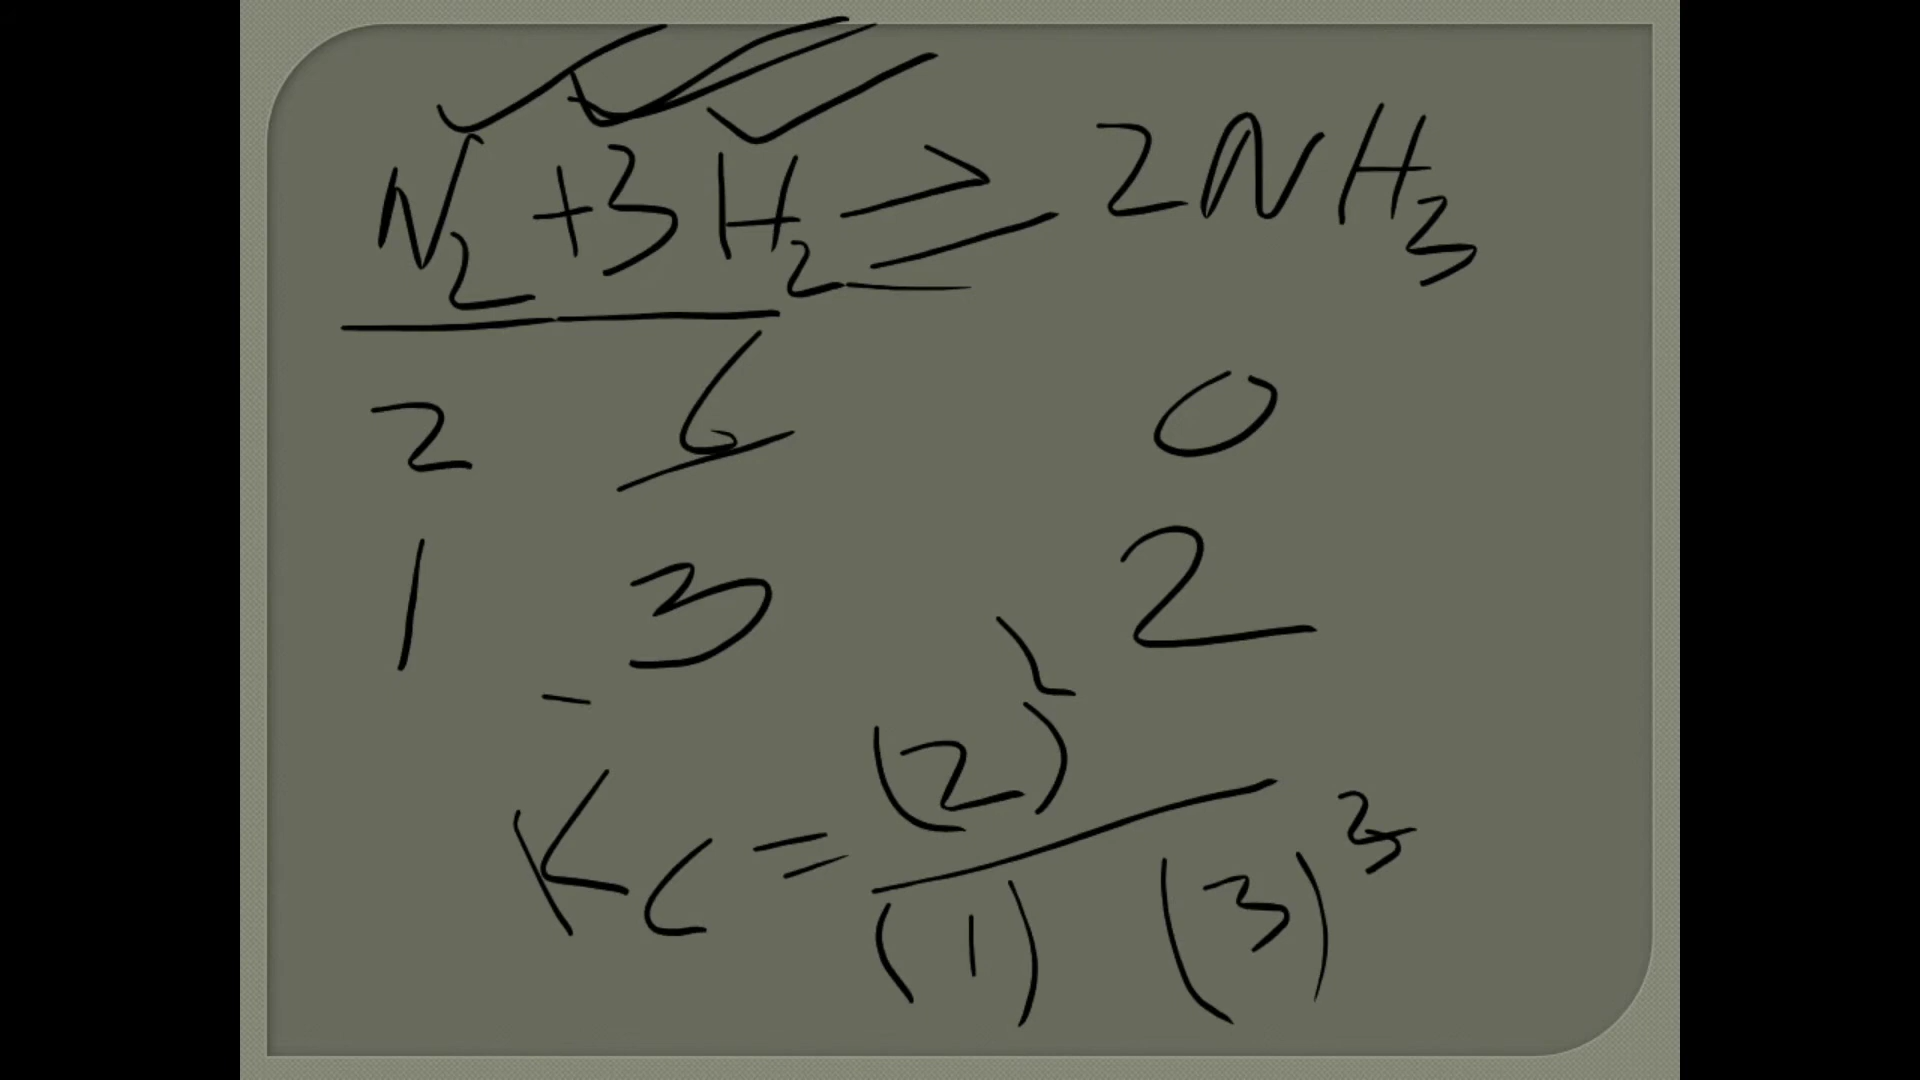 N₂ + 3H₂ ⇌ 2NH₃
2 6 0
1 3 2
Kc = (2)² / (1) (3)³